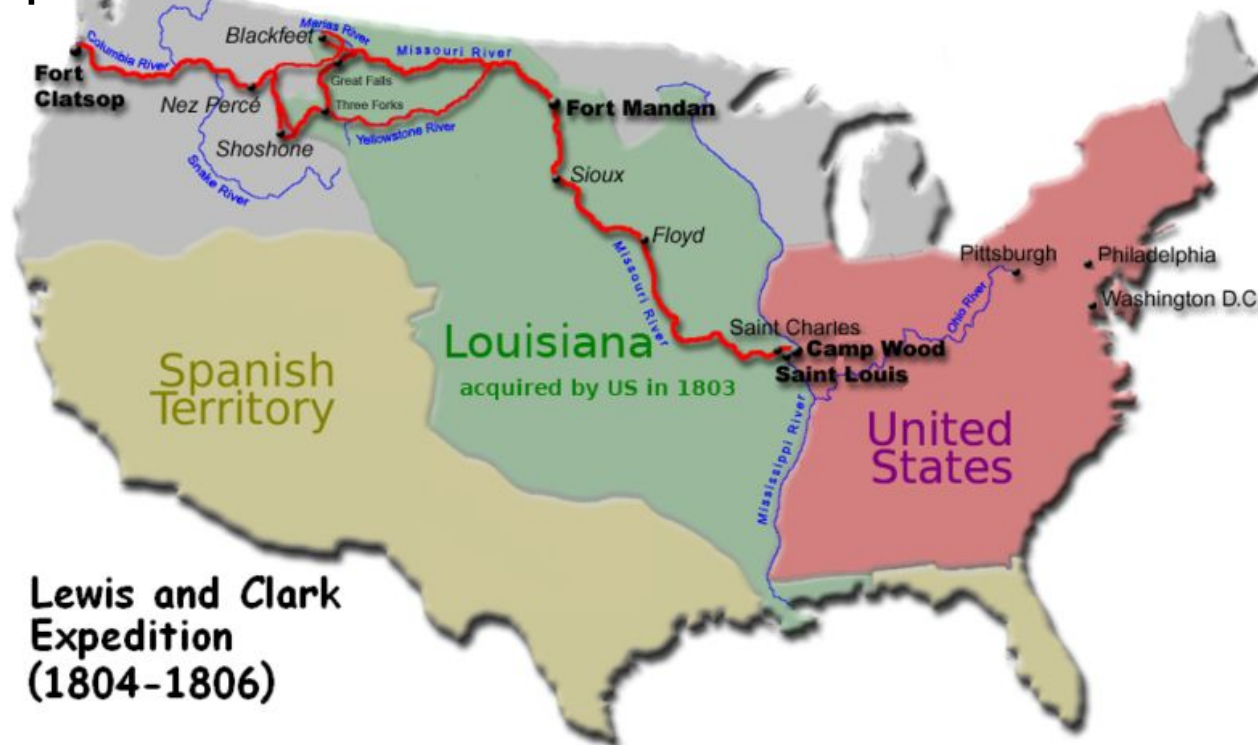 Marias River
Blackfeet
Columbia River
Missouri River
Fort
Clatsop
Great Falls
Nez Percé
Three Forks
Fort Mandan
Yellowstone River
Shoshone
Snake River
Sioux
Floyd
Missouri River
Pittsburgh
Philadelphia
Washington D.C
Ohio River
Saint Charles
Camp Wood
Saint Louis
Louisiana
acquired by US in 1803
Spanish
Territory
Mississippi River
United
States
Lewis and Clark
Expedition
(1804-1806)